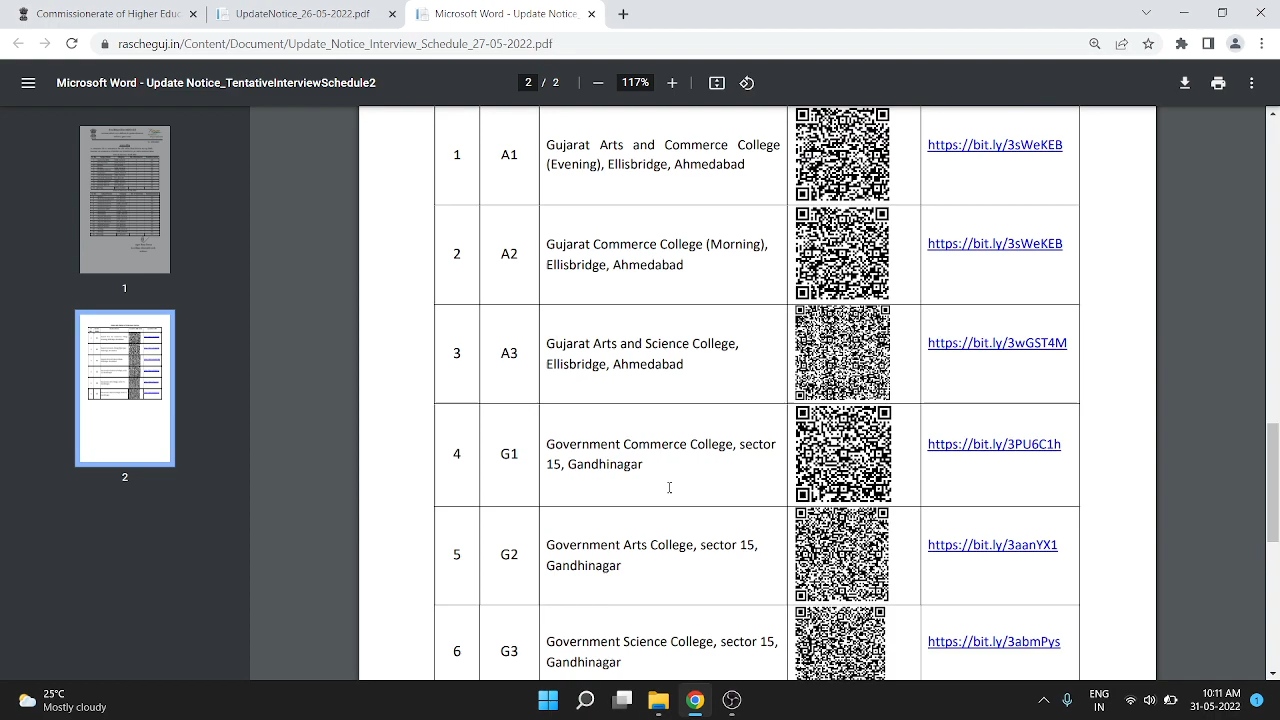 Commissionerate of Higher Educ
UpdateNotice_26-05-2022.pdf
Microsoft Word - Update Notice_
rascheguj.in/Content/Document/Update_Notice_Interview_Schedule_27-05-2022.pdf
Microsoft Word - Update Notice_TentativeInterviewSchedule2
2 / 2
117%
1
2
1 A1 Gujarat Arts and Commerce College https://bit.ly/3sWeKEB
(Evening), Ellisbridge, Ahmedabad
2 A2 Gujarat Commerce College (Morning), https://bit.ly/3sWeKEB
Ellisbridge, Ahmedabad
3 A3 Gujarat Arts and Science College, https://bit.ly/3wGST4M
Ellisbridge, Ahmedabad
4 G1 Government Commerce College, sector https://bit.ly/3PU6C1h
15, Gandhinagar
5 G2 Government Arts College, sector 15, https://bit.ly/3aanYX1
Gandhinagar
6 G3 Government Science College, sector 15, https://bit.ly/3abmPys
Gandhinagar
25°C
Mostly cloudy
ENG
IN
10:11 AM
31-05-2022
1